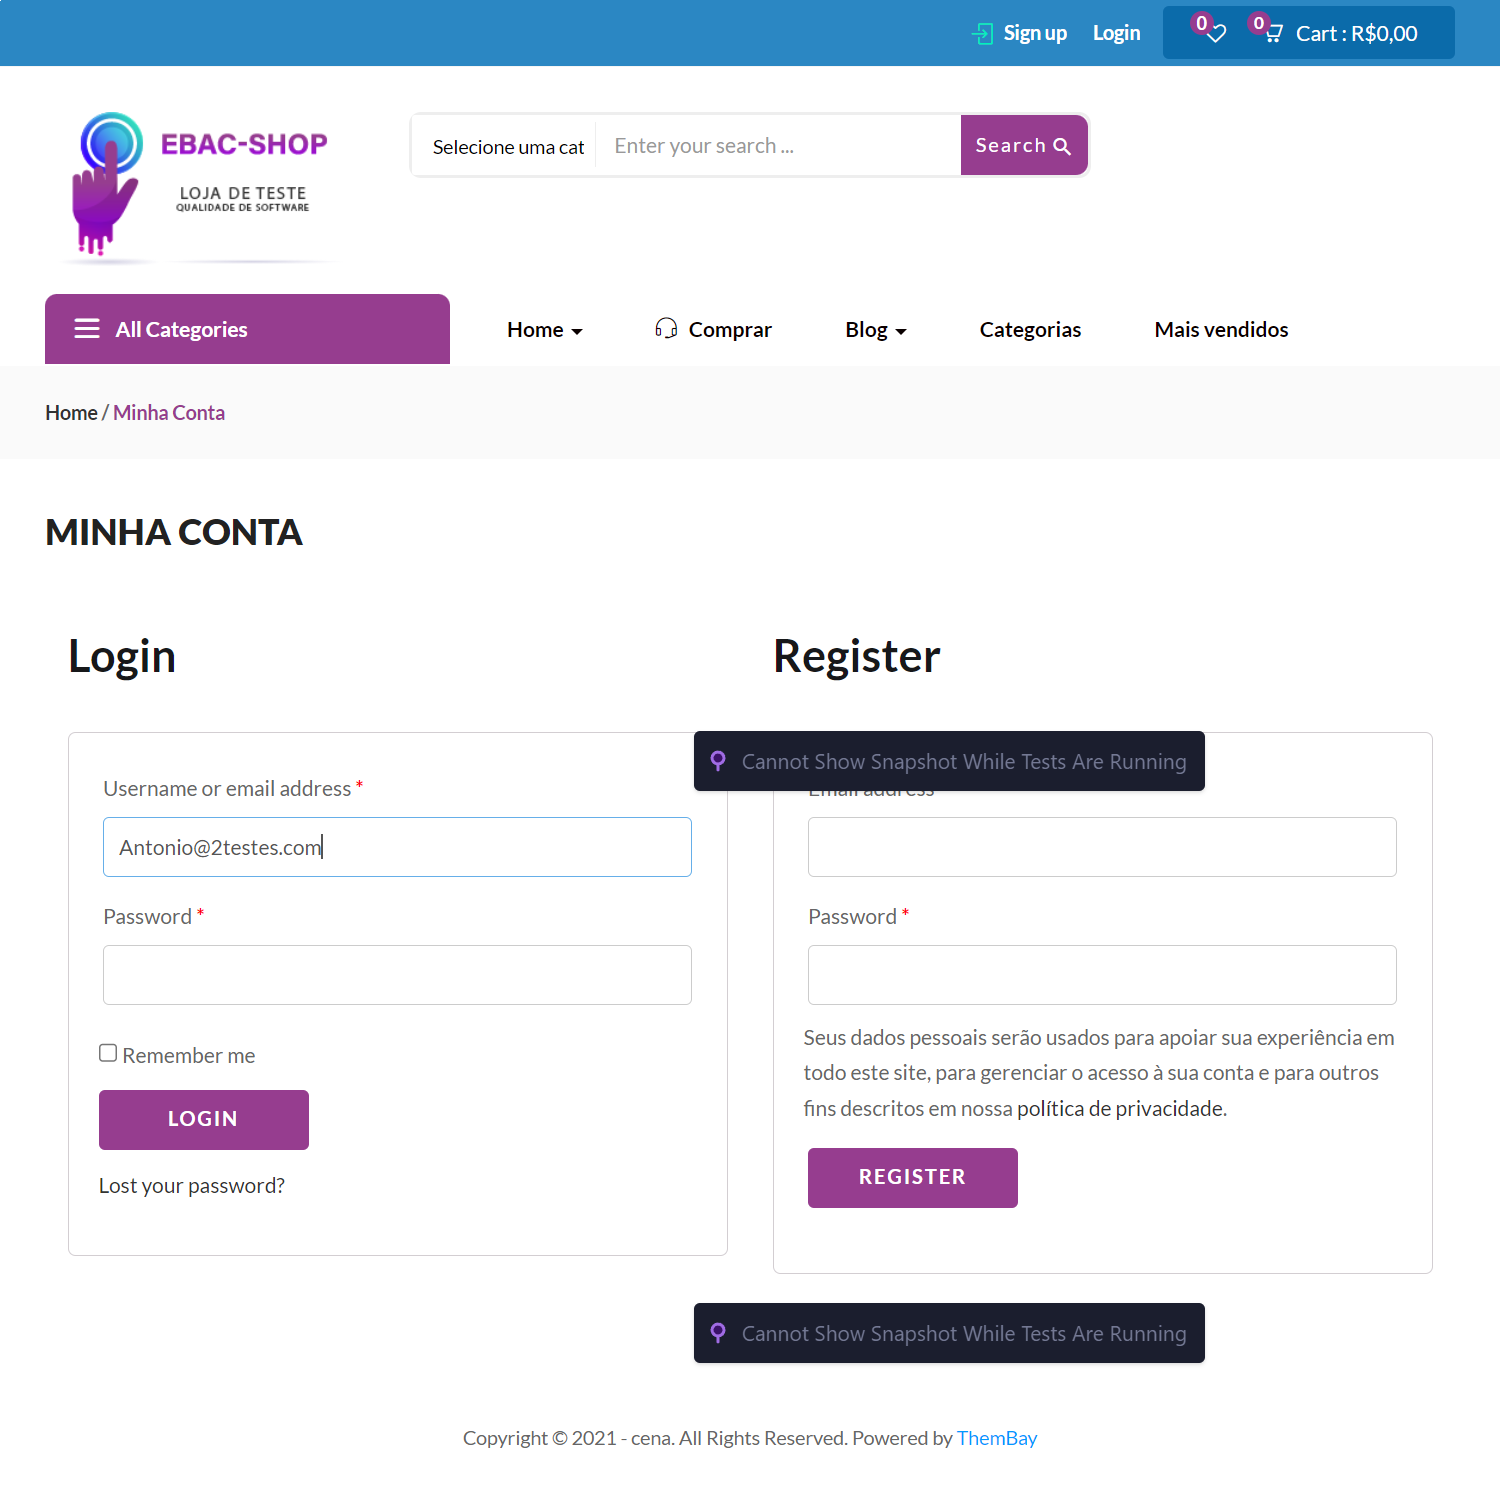 Sign up
Login
0
0
Cart : R$0,00
EBAC-SHOP
LOJA DE TESTE
QUALIDADE DE SOFTWARE
Selecione uma cat
Enter your search ...
Search
All Categories
Home
Comprar
Blog
Categorias
Mais vendidos
Home / Minha Conta
MINHA CONTA
Login
Register
Cannot Show Snapshot While Tests Are Running
Username or email address *
Email address
Antonio@2testes.com
Password *
Password *
Remember me
LOGIN
Lost your password?
Seus dados pessoais serão usados para apoiar sua experiência em
todo este site, para gerenciar o acesso à sua conta e para outros
fins descritos em nossa política de privacidade.
REGISTER
Cannot Show Snapshot While Tests Are Running
Copyright © 2021 - cena. All Rights Reserved. Powered by ThemBay